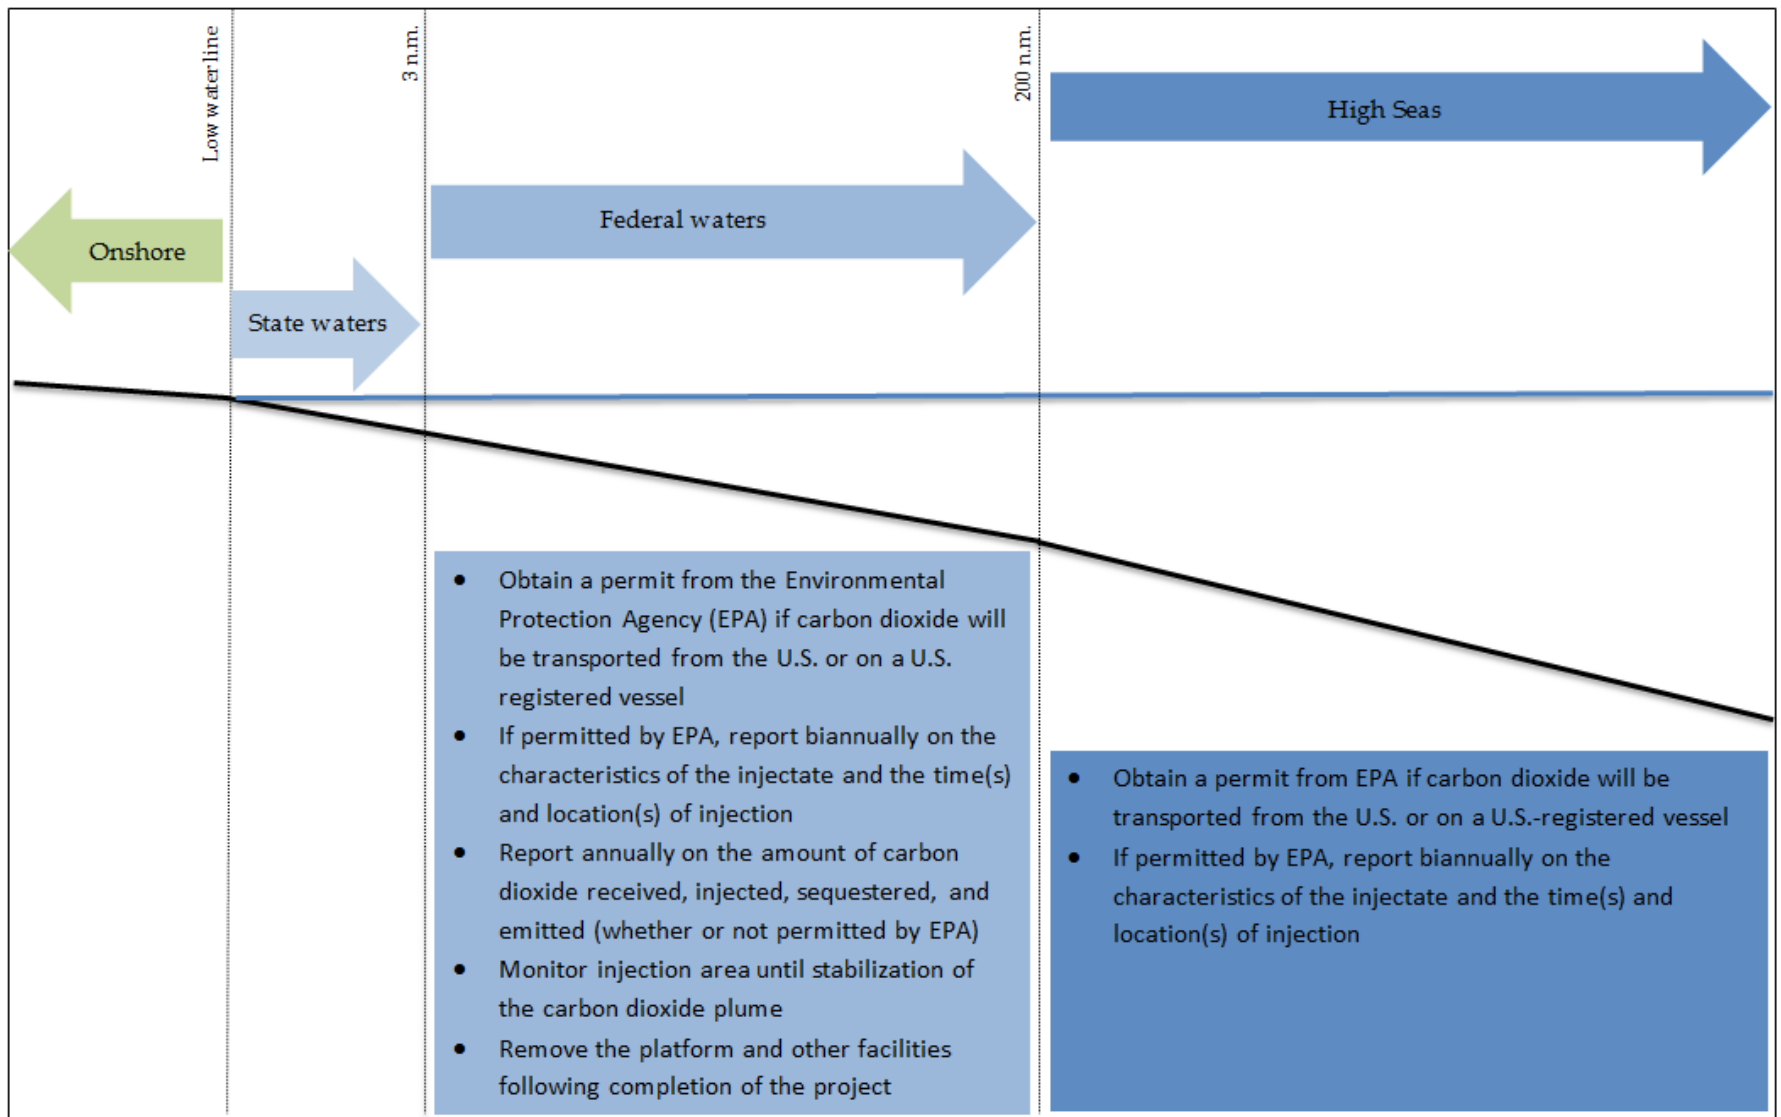 Low waterline
3 n.m.
200 n.m.
High Seas
Federal waters
Onshore
State waters
• Obtain a permit from the Environmental
Protection Agency (EPA) if carbon dioxide will
be transported from the U.S. or on a U.S.
registered vessel
• If permitted by EPA, report biannually on the
characteristics of the injectate and the time(s)
and location(s) of injection
• Report annually on the amount of carbon
dioxide received, injected, sequestered, and
emitted (whether or not permitted by EPA)
• Monitor injection area until stabilization of
the carbon dioxide plume
• Remove the platform and other facilities
following completion of the project
• Obtain a permit from EPA if carbon dioxide will be
transported from the U.S. or on a U.S.-registered vessel
• If permitted by EPA, report biannually on the
characteristics of the injectate and the time(s) and
location(s) of injection